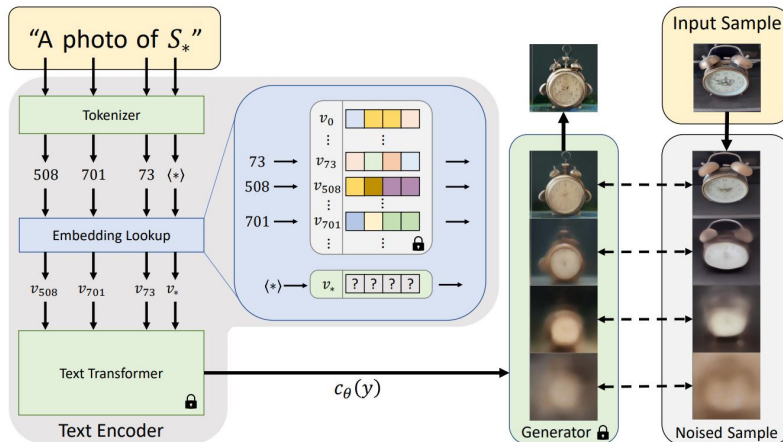 “A photo of S*”
Input Sample
Tokenizer
508 701 73 ⟨*⟩
Embedding Lookup
v508 v701 v73 v*
Text Transformer
Text Encoder
v0
⋮ ⋮
73 v73
508 v508
⋮ ⋮
701 v701
⋮ ⋮
⟨*⟩ v* ? ? ? ?
cθ(y)
Generator
Noised Sample